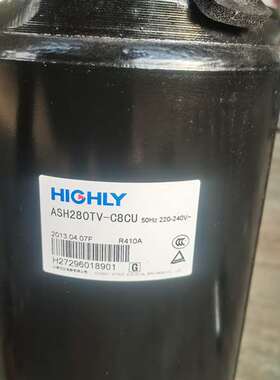 HIGHLY
ASH280TV-C8CU 50Hz 220-240V~
2013.04.07F R410A
H27296018901 G